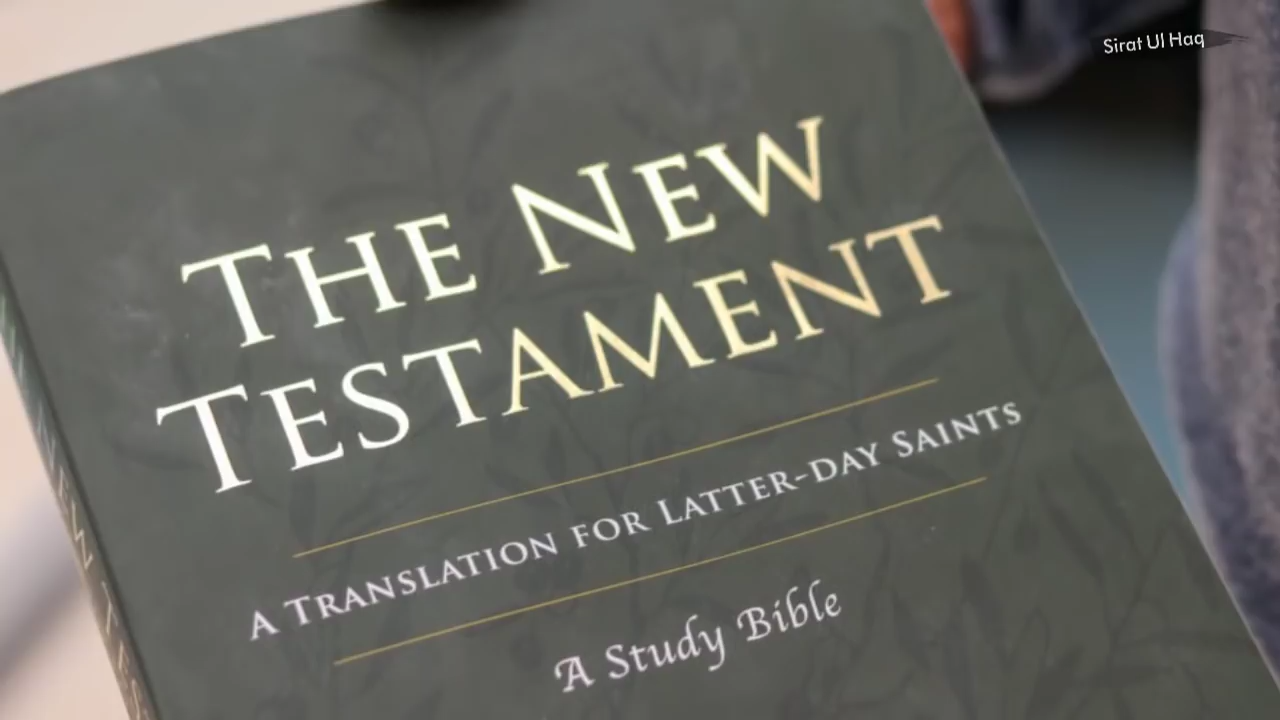 Sirat Ul Haq
THE NEW
TESTAMENT
A TRANSLATION FOR LATTER-DAY SAINTS
A Study Bible